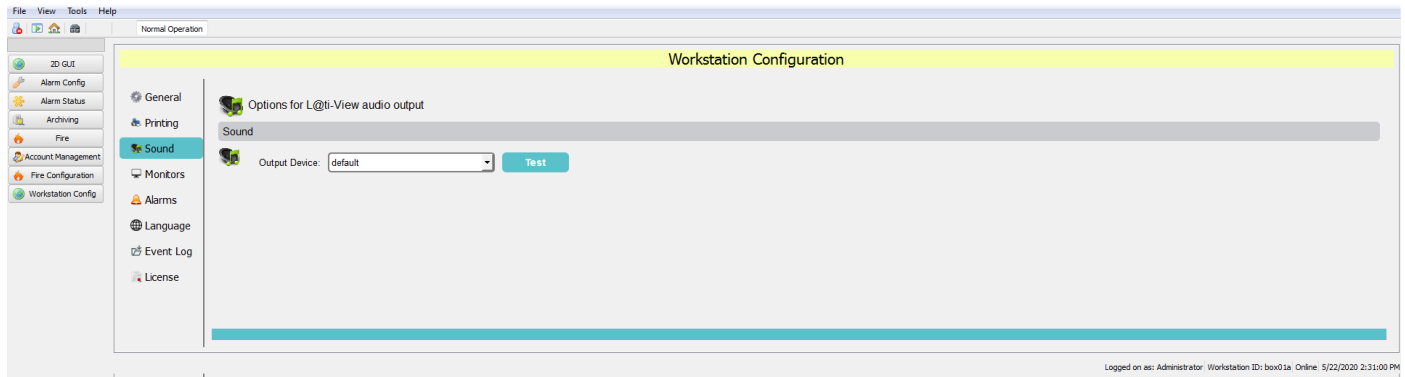 File View Tools Help
Normal Operation
2D GUI
Alarm Config
Alarm Status
Archiving
Fire
Account Management
Fire Configuration
Workstation Config
Workstation Configuration
General
Printing
Sound
Monitors
Alarms
Language
Event Log
License
Options for L@ti-View audio output
Sound
Output Device: default Test
Logged on as: Administrator Workstation ID: box01a Online 5/22/2020 2:31:00 PM